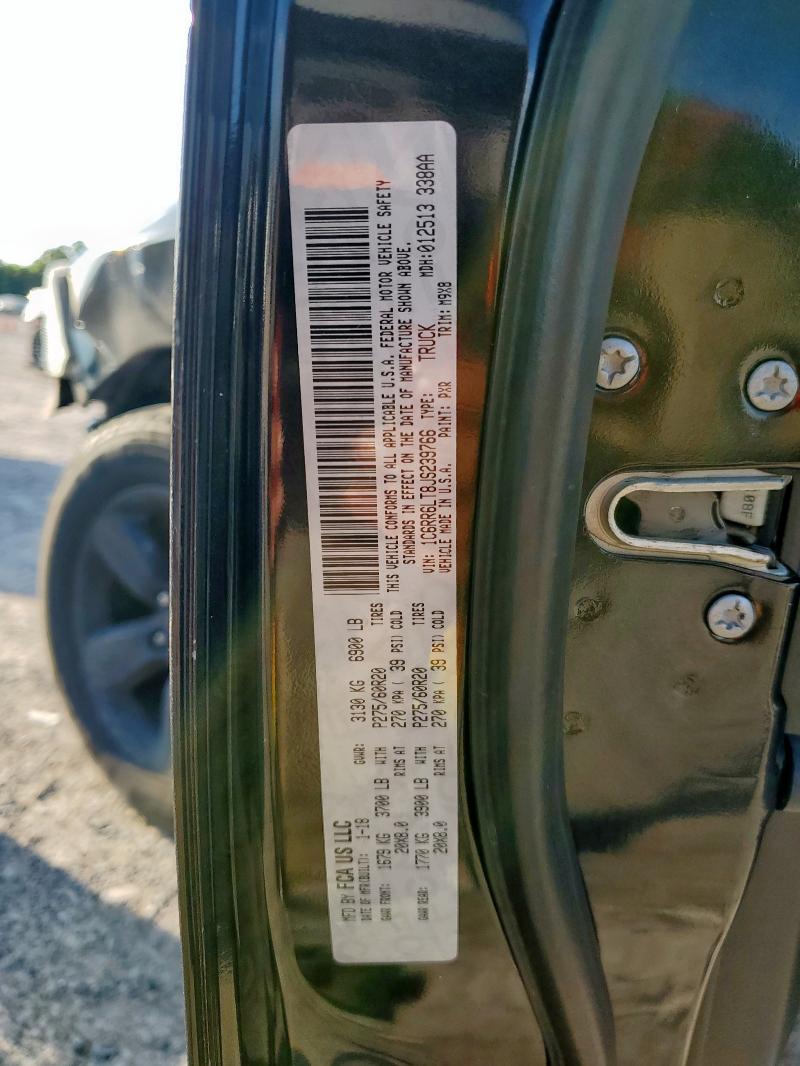 MFD BY FCA US LLC
DATE OF MFR(BUILT): 1-18 GVWR: 3130 KG 6900 LB
GAWR FRONT: 1679 KG 3700 LB WITH P275/60R20 TIRES
20X8.0 RIMS AT 270 KPA ( 39 PSI) COLD
GAWR REAR: 1770 KG 3900 LB WITH P275/60R20 TIRES
20X8.0 RIMS AT 270 KPA ( 39 PSI) COLD
THIS VEHICLE CONFORMS TO ALL APPLICABLE U.S.A. FEDERAL MOTOR VEHICLE SAFETY
STANDARDS IN EFFECT ON THE DATE OF MANUFACTURE SHOWN ABOVE.
VIN: 1C6RR6LT8JS239766 TYPE: TRUCK MDH:012513 338AA
VEHICLE MADE IN U.S.A. PAINT: PXR TRIM: M9X8